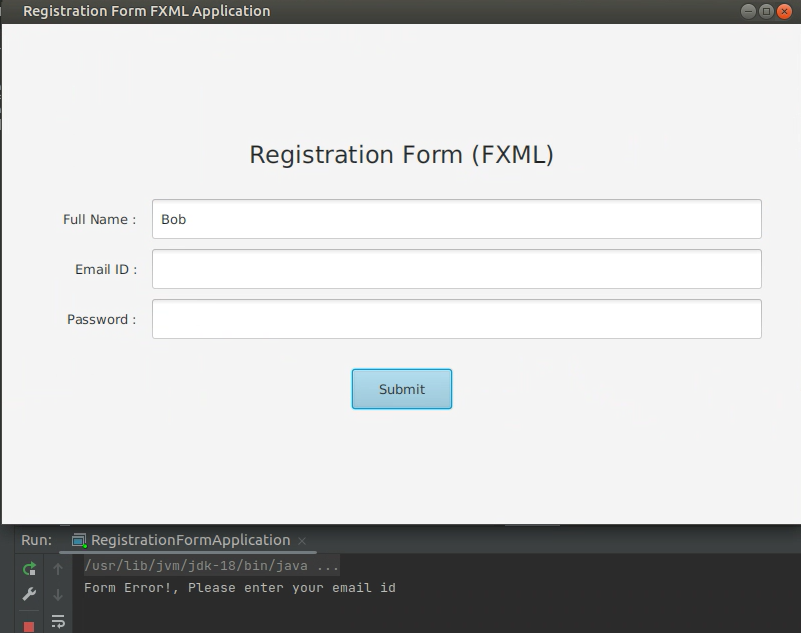 Registration Form FXML Application
Registration Form (FXML)
Full Name : Bob
Email ID :
Password :
Submit
Run: RegistrationFormApplication
/usr/lib/jvm/jdk-18/bin/java ...
Form Error!, Please enter your email id